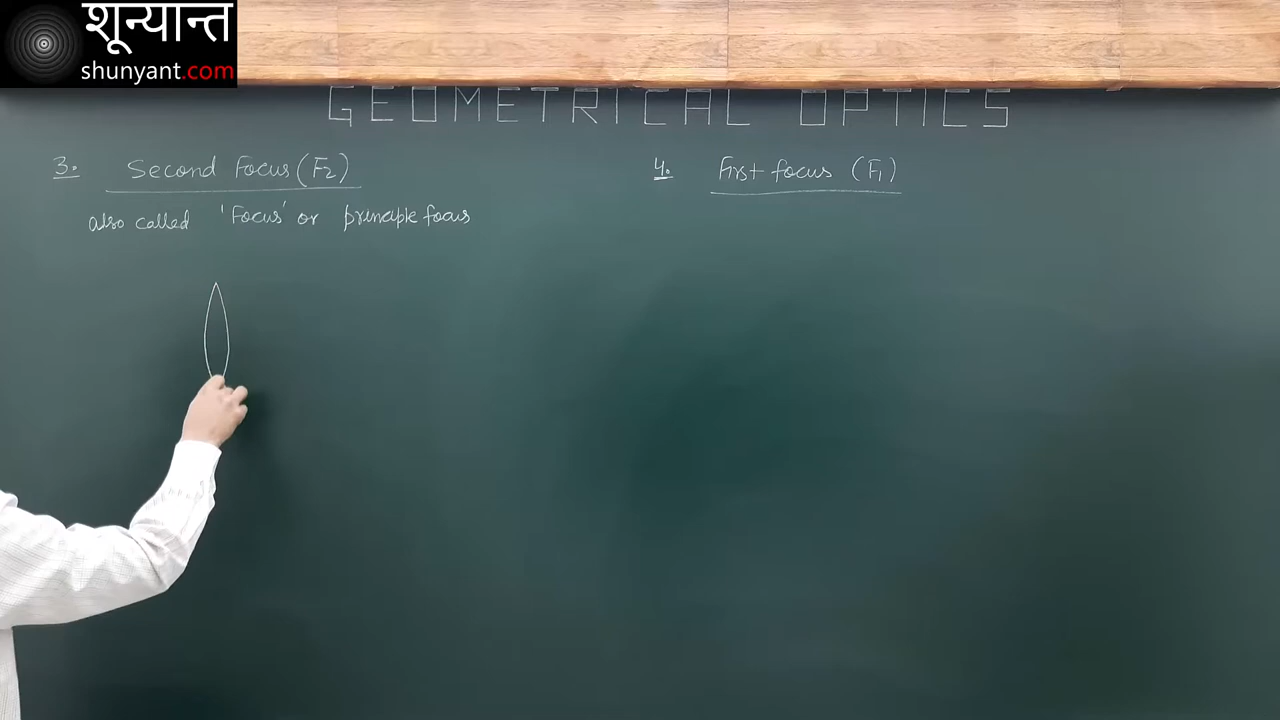 शून्यान्त
shunyant.com
GEOMETRICAL OPTICS
3. Second Focus (F2)
also called 'Focus' or principle focus
4. First focus (F1)